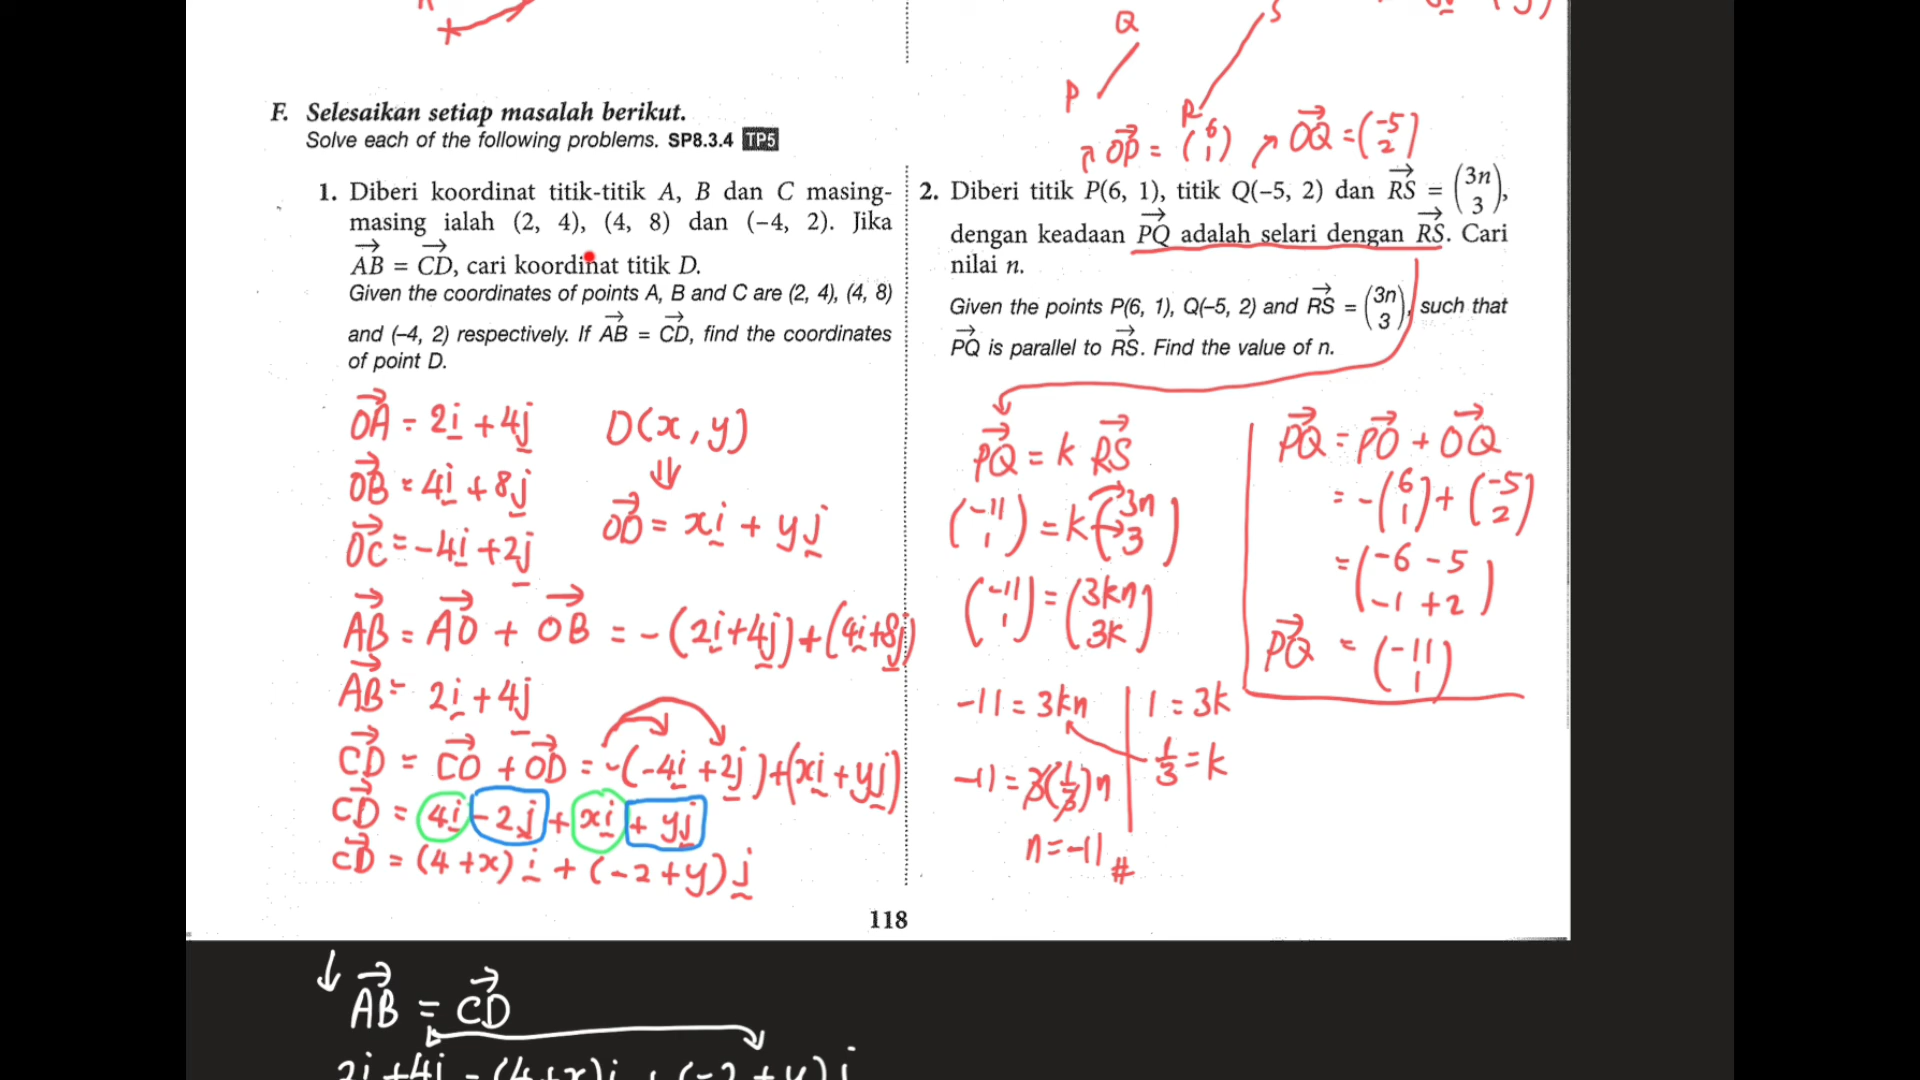 Q
S
P
R
F. Selesaikan setiap masalah berikut.
Solve each of the following problems. SP8.3.4 TP5
→OP = (6 1) →OQ = (-5 2)
1. Diberi koordinat titik-titik A, B dan C masing-
masing ialah (2, 4), (4, 8) dan (–4, 2). Jika
→AB = →CD, cari koordinat titik D.
Given the coordinates of points A, B and C are (2, 4), (4, 8)
and (–4, 2) respectively. If →AB = →CD, find the coordinates
of point D.
→OA = 2i + 4j
→OB = 4i + 8j
→OC = -4i + 2j
D(x, y)
⇓
→OD = xi + yj
→AB = →AO + →OB = -(2i+4j)+(4i+8j)
→AB = 2i + 4j
→CD = →CO + →OD = -(-4i+2j)+(xi+yj)
→CD = 4i - 2j + xi + yj
→CD = (4+x)i + (-2+y)j
2. Diberi titik P(6, 1), titik Q(–5, 2) dan →RS = (3n 3),
dengan keadaan →PQ adalah selari dengan →RS. Cari
nilai n.
Given the points P(6, 1), Q(–5, 2) and →RS = (3n 3), such that
→PQ is parallel to →RS. Find the value of n.
→PQ = k →RS
(-11 1) = k(3n 3)
(-11 1) = (3kn 3k)
-11 = 3kn
1 = 3k
1/3 = k
-11 = 3(1/3)n
n = -11 #
→PQ = →PO + →OQ
= -(6 1) + (-5 2)
= (-6 -5 -1 +2)
→PQ = (-11 1)
118
↓ →AB = →CD
2i + 4j = (4+x)i + (-2+y)j